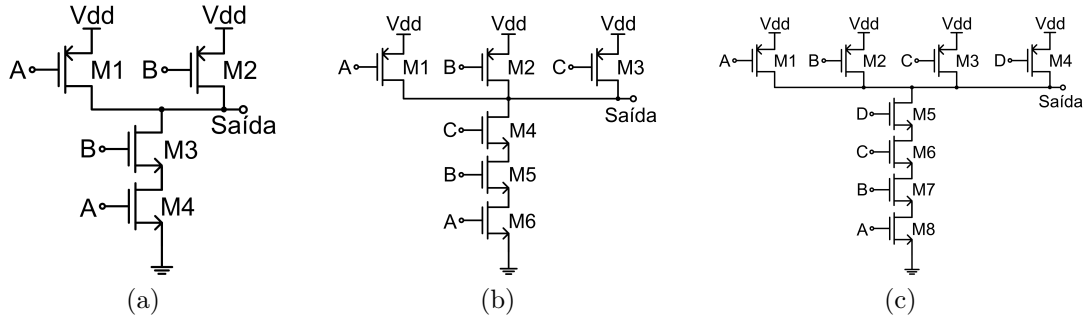 Vdd Vdd
A M1 B M2
Saída
B M3
A M4
(a)
Vdd Vdd Vdd
A M1 B M2 C M3
Saída
C M4
B M5
A M6
(b)
Vdd Vdd Vdd Vdd
A M1 B M2 C M3 D M4
Saída
D M5
C M6
B M7
A M8
(c)